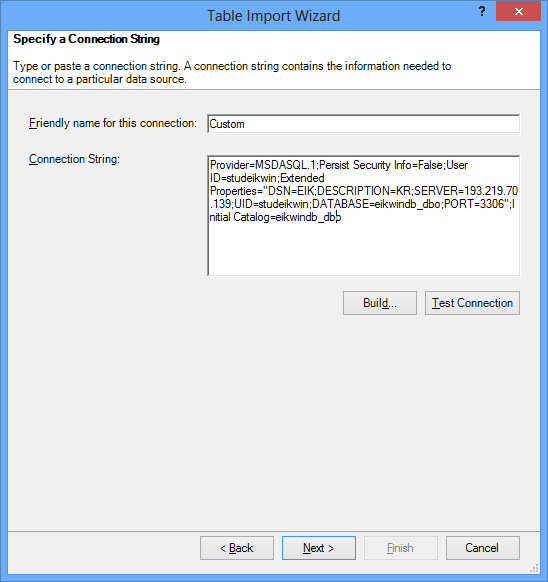 Table Import Wizard
?
Specify a Connection String
Type or paste a connection string. A connection string contains the information needed to
connect to a particular data source.
Friendly name for this connection:
Custom
Connection String:
Provider=MSDASQL.1;Persist Security Info=False;User
ID=studeikwin;Extended
Properties="DSN=EIK;DESCRIPTION=KR;SERVER=193.219.70
.139;UID=studeikwin;DATABASE=eikwindb_dbo;PORT=3306";I
nitial Catalog=eikwindb_dbo
Build...
Test Connection
< Back
Next >
Finish
Cancel